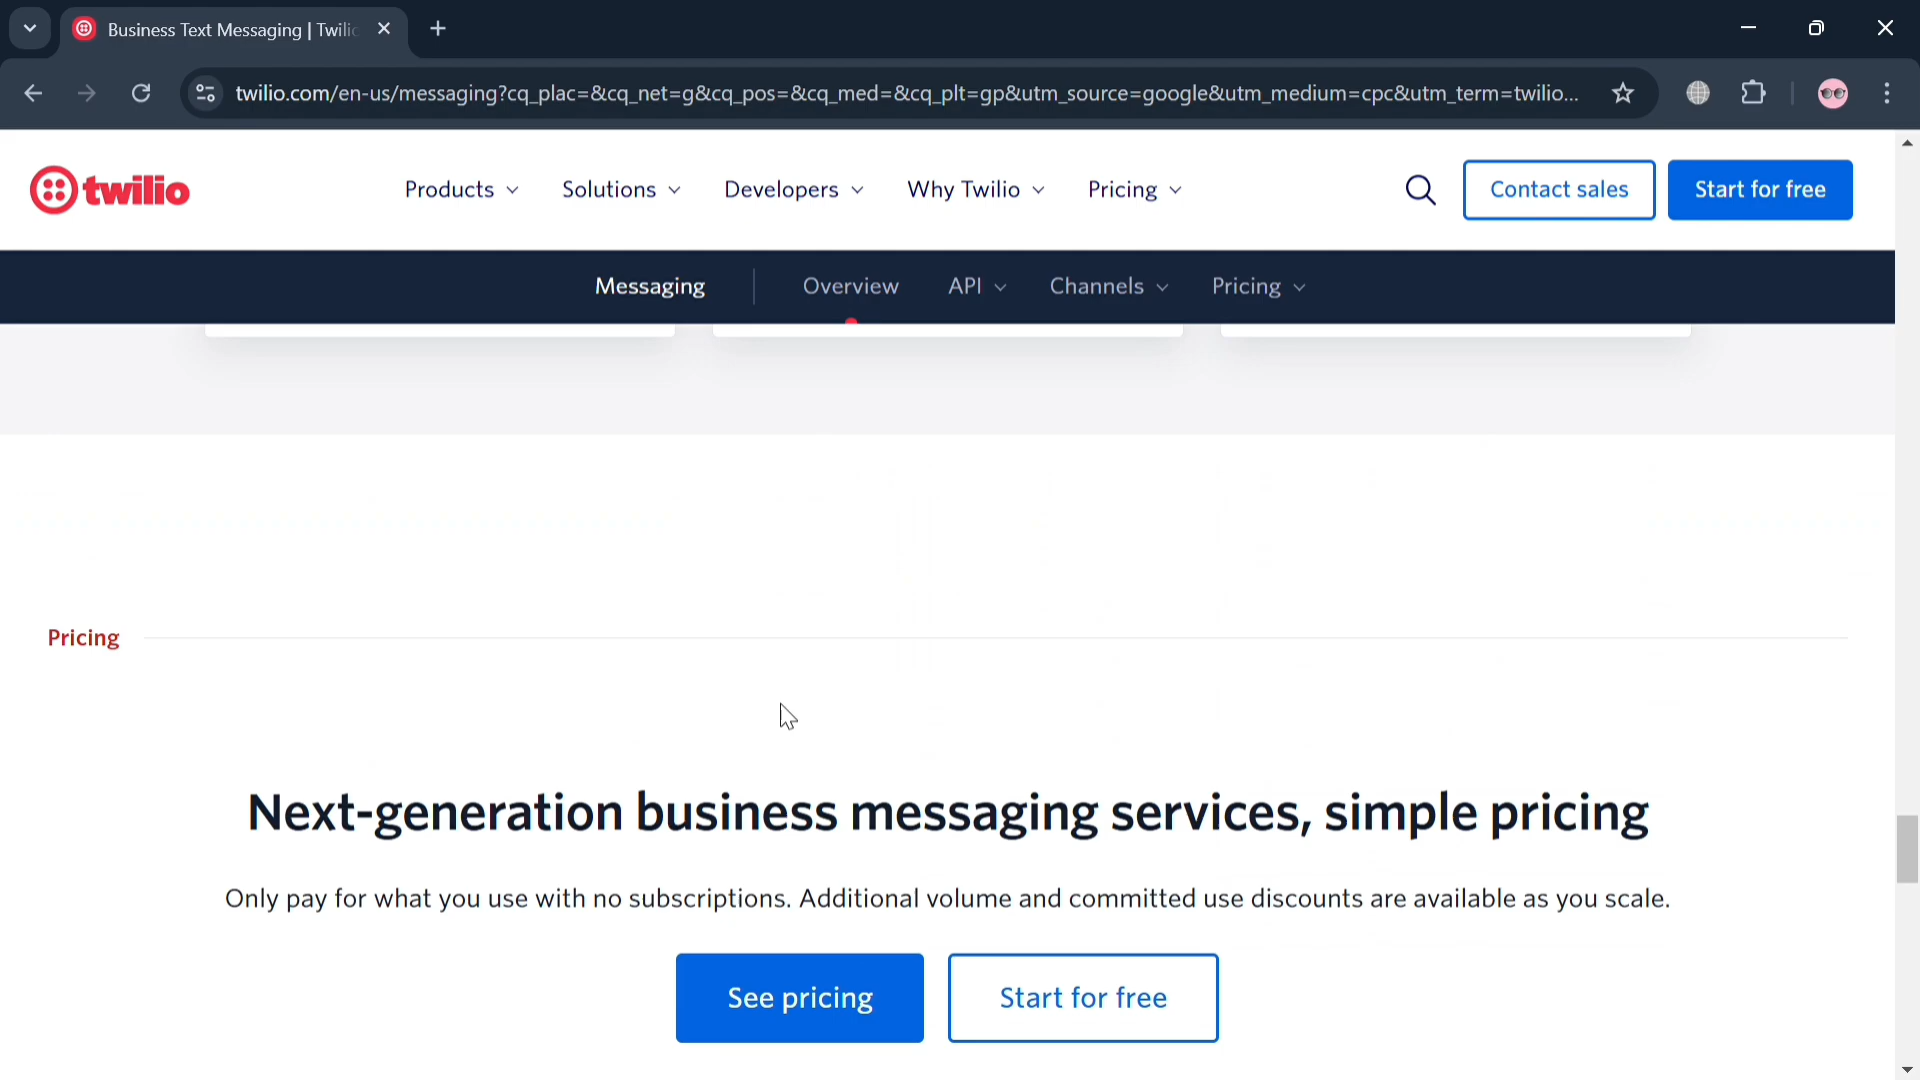 Business Text Messaging | Twilio
twilio.com/en-us/messaging?cq_plac=&cq_net=g&cq_pos=&cq_med=&cq_plt=gp&utm_source=google&utm_medium=cpc&utm_term=twilio...
twilio
Products
Solutions
Developers
Why Twilio
Pricing
Contact sales
Start for free
Messaging
Overview
API
Channels
Pricing
Pricing
Next-generation business messaging services, simple pricing
Only pay for what you use with no subscriptions. Additional volume and committed use discounts are available as you scale.
See pricing
Start for free